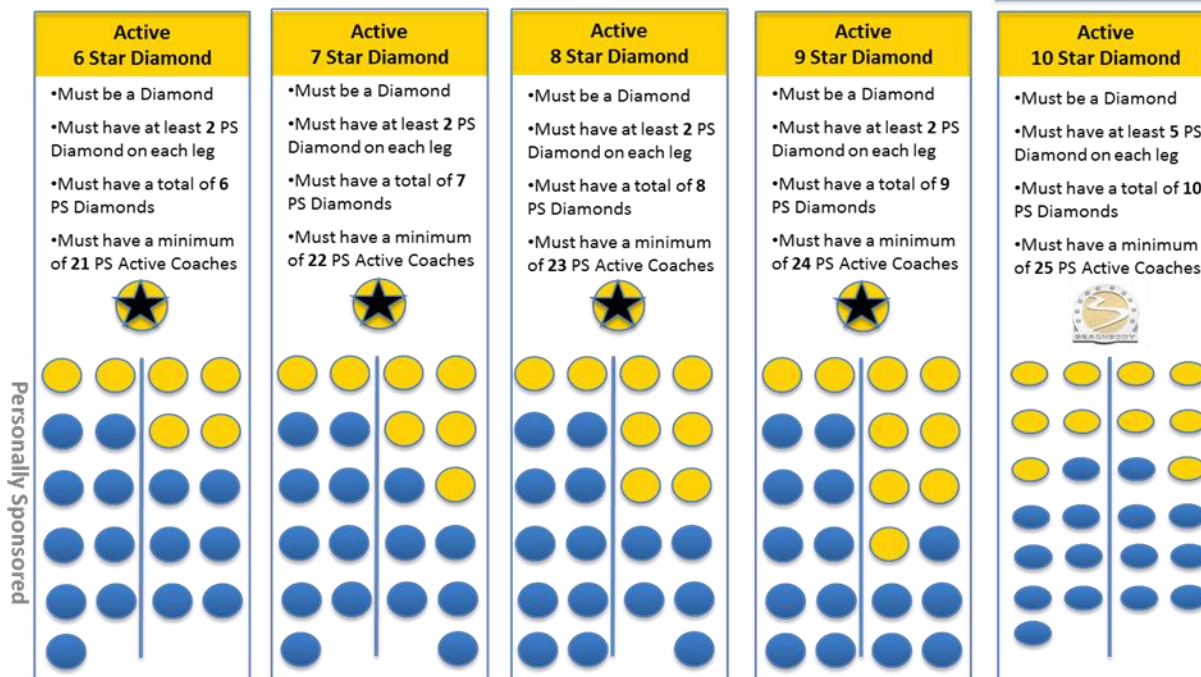 Active
6 Star Diamond
•Must be a Diamond
•Must have at least 2 PS
Diamond on each leg
•Must have a total of 6
PS Diamonds
•Must have a minimum
of 21 PS Active Coaches
Active
7 Star Diamond
•Must be a Diamond
•Must have at least 2 PS
Diamond on each leg
•Must have a total of 7
PS Diamonds
•Must have a minimum
of 22 PS Active Coaches
Active
8 Star Diamond
•Must be a Diamond
•Must have at least 2 PS
Diamond on each leg
•Must have a total of 8
PS Diamonds
•Must have a minimum
of 23 PS Active Coaches
Active
9 Star Diamond
•Must be a Diamond
•Must have at least 2 PS
Diamond on each leg
•Must have a total of 9
PS Diamonds
•Must have a minimum
of 24 PS Active Coaches
Active
10 Star Diamond
•Must be a Diamond
•Must have at least 5 PS
Diamond on each leg
•Must have a total of 10
PS Diamonds
•Must have a minimum
of 25 PS Active Coaches
BEACHBODY
Personally Sponsored